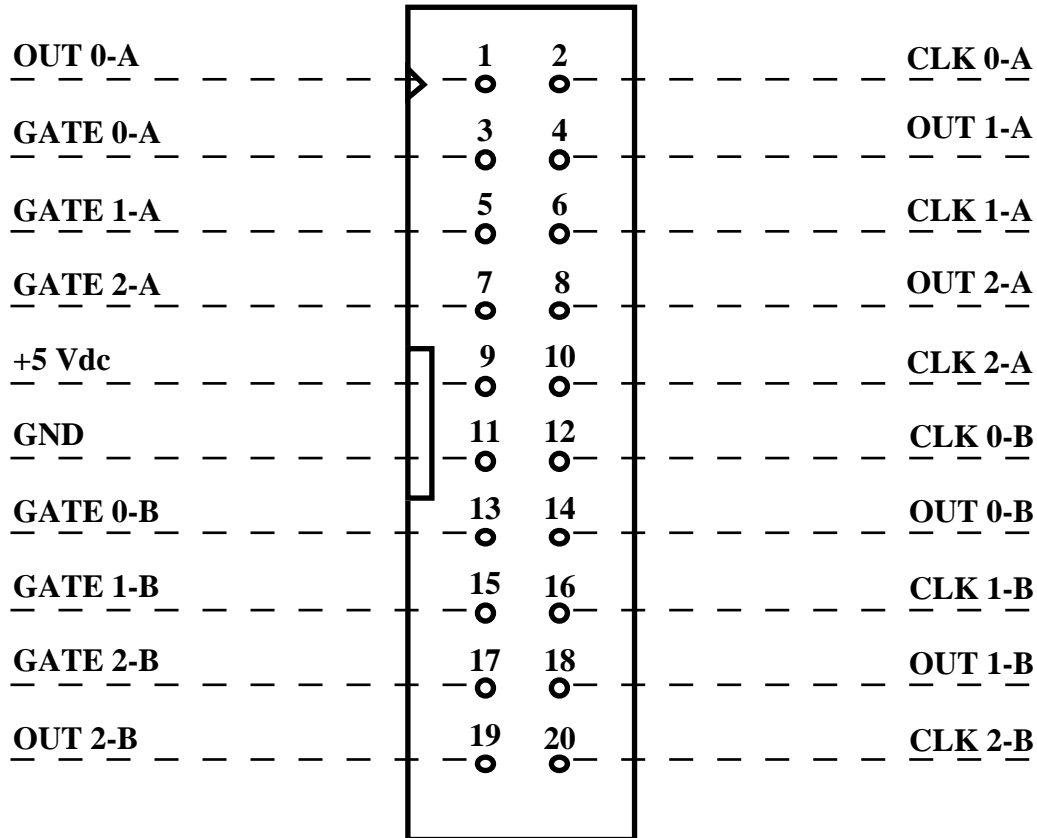 OUT 0-A 1 2 CLK 0-A
GATE 0-A 3 4 OUT 1-A
GATE 1-A 5 6 CLK 1-A
GATE 2-A 7 8 OUT 2-A
+5 Vdc 9 10 CLK 2-A
GND 11 12 CLK 0-B
GATE 0-B 13 14 OUT 0-B
GATE 1-B 15 16 CLK 1-B
GATE 2-B 17 18 OUT 1-B
OUT 2-B 19 20 CLK 2-B